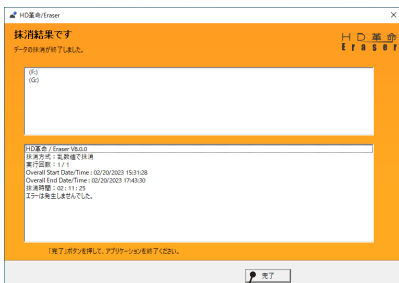 HD革命/Eraser
抹消結果です
データの抹消が終了しました。
HD革命
Eraser
(F:)
(G:)
HD革命 / Eraser V8.0.0
抹消方式：乱数値で抹消
実行回数：1 / 1
Overall Start Date/Time : 02/20/2023 15:31:28
Overall End Date/Time : 02/20/2023 17:43:30
抹消時間：02 : 11 : 25
エラーは発生しませんでした。
「完了」ボタンを押して、アプリケーションを終了ください。
完了